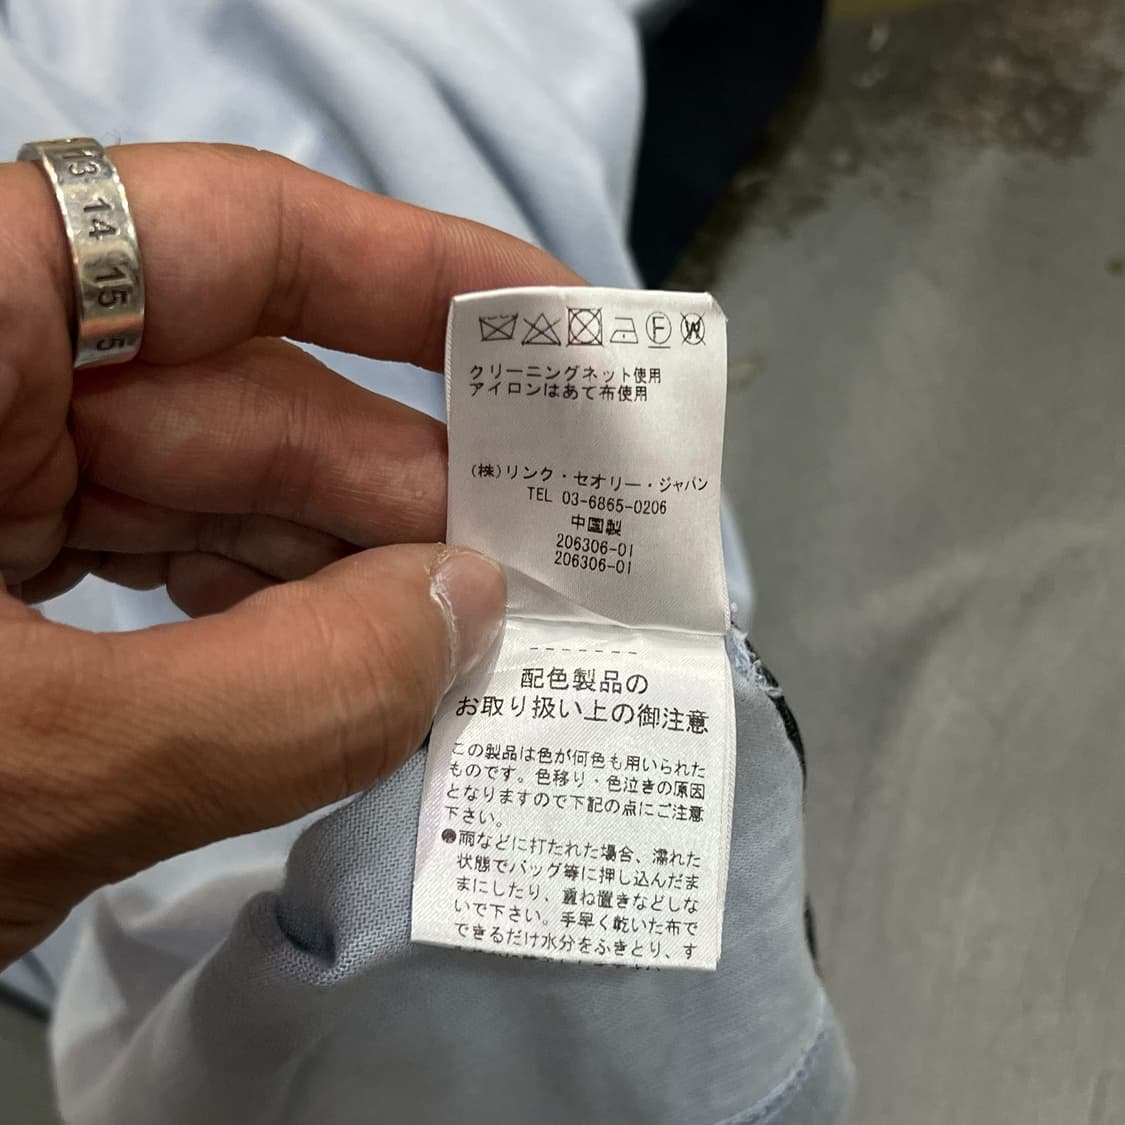 13 14 15
F W
クリーニングネット使用
アイロンはあて布使用
(株)リンク・セオリー・ジャパン
TEL 03-6865-0206
中国製
206306-01
206306-01
-------
配色製品の
お取り扱い上の御注意
この製品は色が何色も用いられた
ものです。色移り・色泣きの原因
となりますので下記の点にご注意
下さい。
●雨などに打たれた場合、濡れた
状態でバッグ等に押し込んだま
まにしたり、重ね置きなどしな
いで下さい。手早く乾いた布で
できるだけ水分をふきとり、す